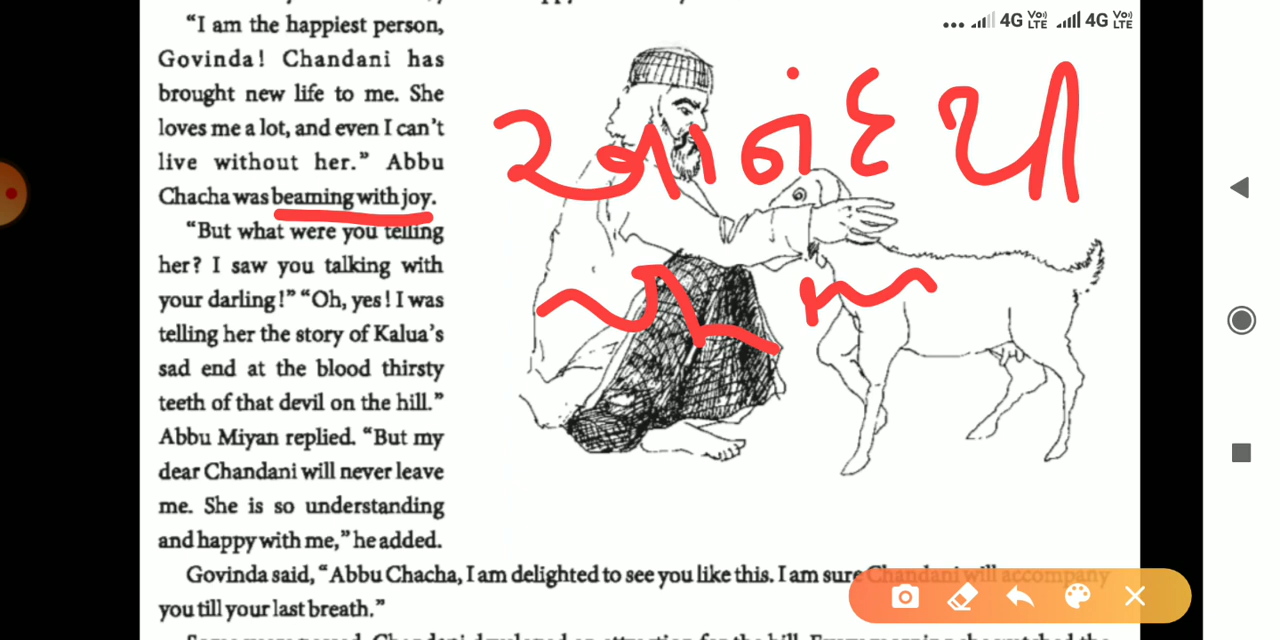 ... 4G Vo) LTE 4G Vo) LTE
“I am the happiest person,
Govinda! Chandani has
brought new life to me. She
loves me a lot, and even I can’t
live without her.” Abbu
Chacha was beaming with joy.
“But what were you telling
her? I saw you talking with
your darling!” “Oh, yes! I was
telling her the story of Kalua’s
sad end at the blood thirsty
teeth of that devil on the hill.”
Abbu Miyan replied. “But my
dear Chandani will never leave
me. She is so understanding
and happy with me,” he added.
આનંદથી
Govinda said, “Abbu Chacha, I am delighted to see you like this. I am sure Chandani will accompany
you till your last breath.”